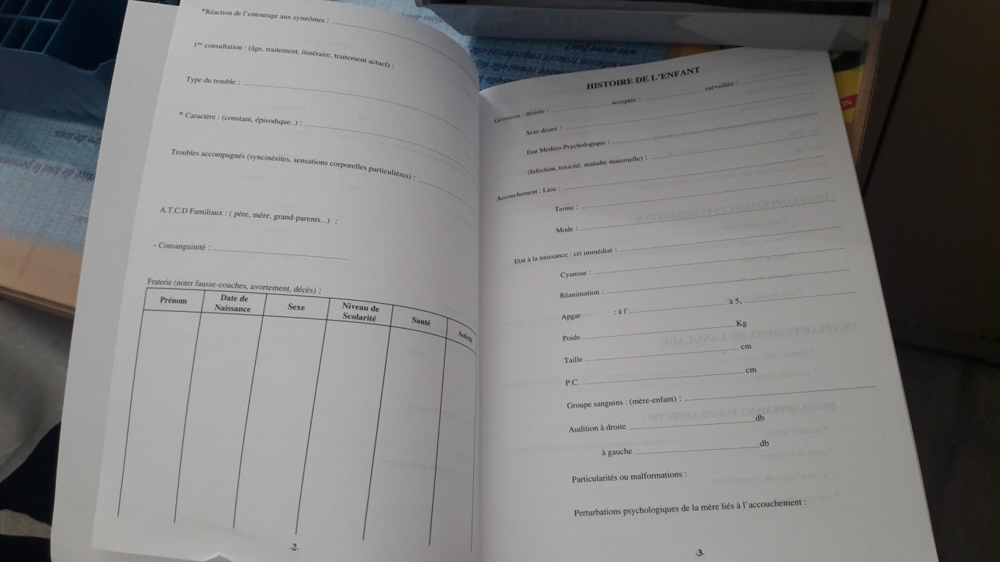 *Réaction de l'entourage aux symtômes :
1ère consultation : (âge, traitement, itinéraire, traitement actuel) :
Type du trouble :
* Caractère : (constant, épisodique..) :
Troubles accompagnés (syncinésites, sensations corporelles particulières) :
A.T.C.D Familiaux : ( père, mère, grand-parents...) :
- Consanguinité :
Fraterie (noter fausse-couches, avortement, décès) :
Prénom
Date de
Naissance
Sexe
Niveau de
Scolarité
Santé
-2-
HISTOIRE DE L'ENFANT
Grossesse : désirée : acceptée : surveillée :
Sexe désiré :
Etat Médico-Psychologique :
(Infection, toxicité, maladie maternelle) :
Accouchement : Lieu :
Terme :
Mode :
Etat à la naissance : cri immédiat :
Cyanose :
Réanimation :
Apgar : à l' à 5,
Poids Kg
Taille cm
P.C. cm
Groupe sanguins : (mère-enfant) :
Audition à droite db
à gauche db
Particularités ou malformations :
Perturbations psychologiques de la mère liés à l'accouchement :
-3-